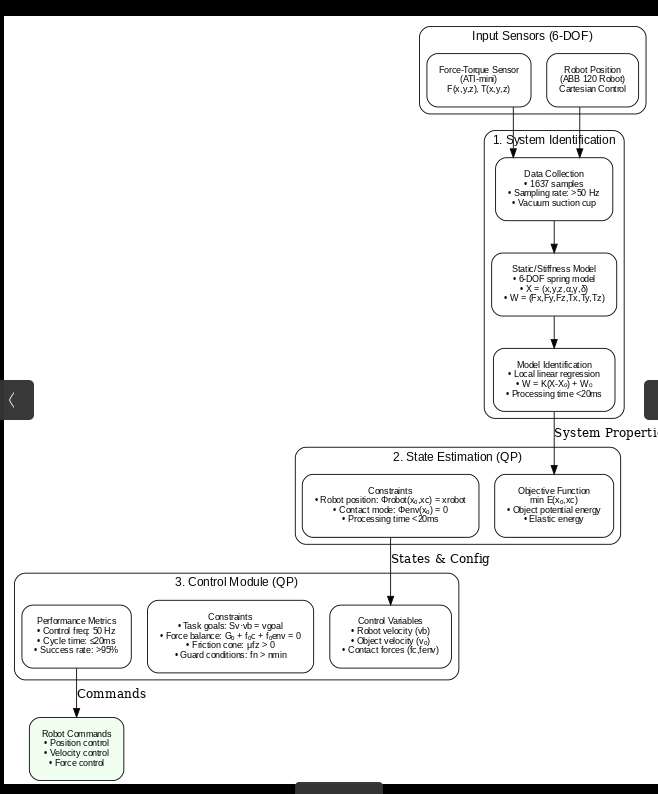 Input Sensors (6-DOF)
Force-Torque Sensor
(ATI-mini)
F(x,y,z), T(x,y,z)
Robot Position
(ABB 120 Robot)
Cartesian Control
1. System Identification
Data Collection
• 1637 samples
• Sampling rate: >50 Hz
• Vacuum suction cup
Static/Stiffness Model
• 6-DOF spring model
• X = (x,y,z,α,γ,δ)
• W = (Fx,Fy,Fz,Tx,Ty,Tz)
Model Identification
• Local linear regression
• W = K(X-X₀) + W₀
• Processing time <20ms
System Properti
2. State Estimation (QP)
Constraints
• Robot position: Φrobot(x₀,xc) = xrobot
• Contact mode: Φenv(x₀) = 0
• Processing time <20ms
Objective Function
min E(x₀,xc)
• Object potential energy
• Elastic energy
States & Config
3. Control Module (QP)
Performance Metrics
• Control freq: 50 Hz
• Cycle time: ≤20ms
• Success rate: >95%
Constraints
• Task goals: Sv·vb = vgoal
• Force balance: G₀ + f₀c + f₀env = 0
• Friction cone: μfz > 0
• Guard conditions: fn > nmin
Control Variables
• Robot velocity (vb)
• Object velocity (v₀)
• Contact forces (fc,fenv)
Commands
Robot Commands
• Position control
• Velocity control
• Force control